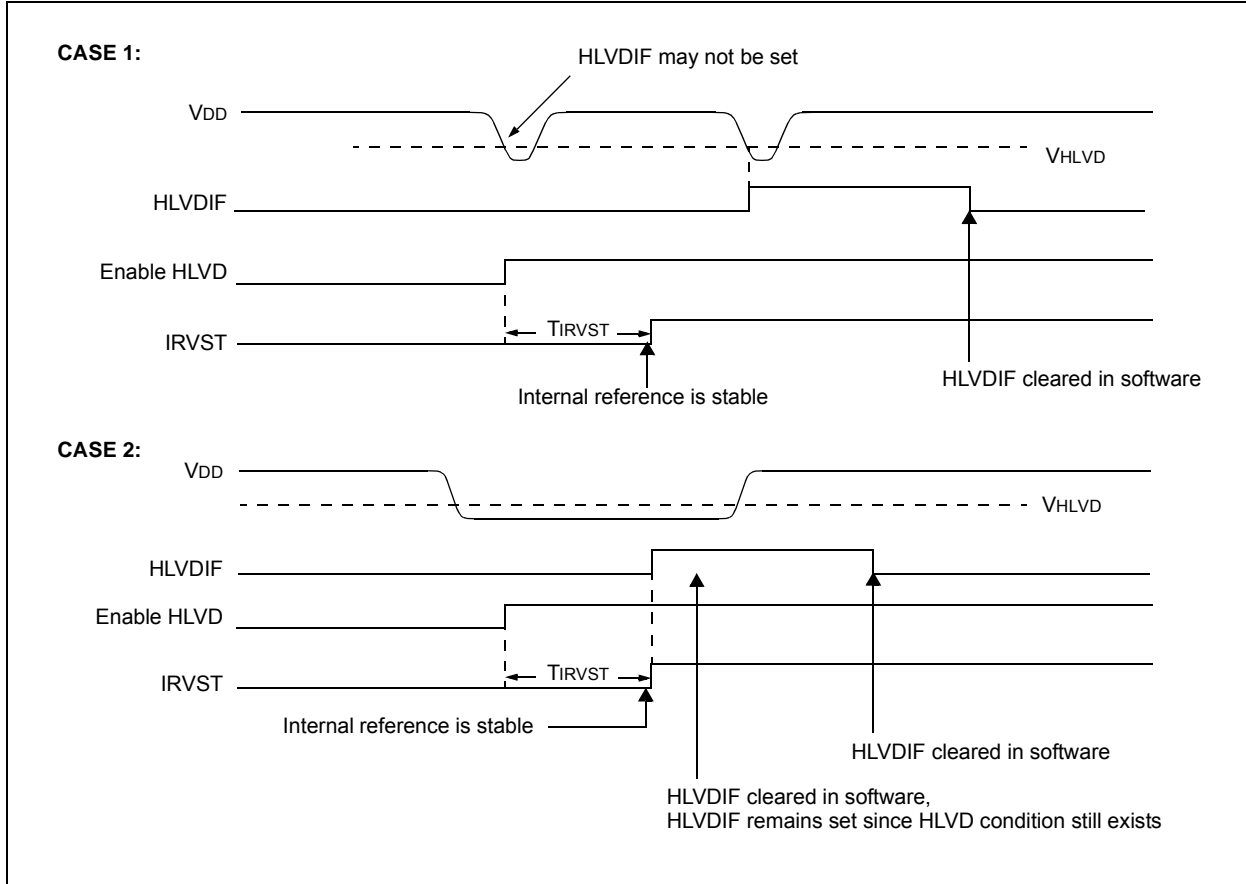 CASE 1:
HLVDIF may not be set
VDD
VHLVD
HLVDIF
Enable HLVD
TIRVST
IRVST
HLVDIF cleared in software
Internal reference is stable
CASE 2:
VDD
VHLVD
HLVDIF
Enable HLVD
TIRVST
IRVST
Internal reference is stable
HLVDIF cleared in software
HLVDIF cleared in software,
HLVDIF remains set since HLVD condition still exists